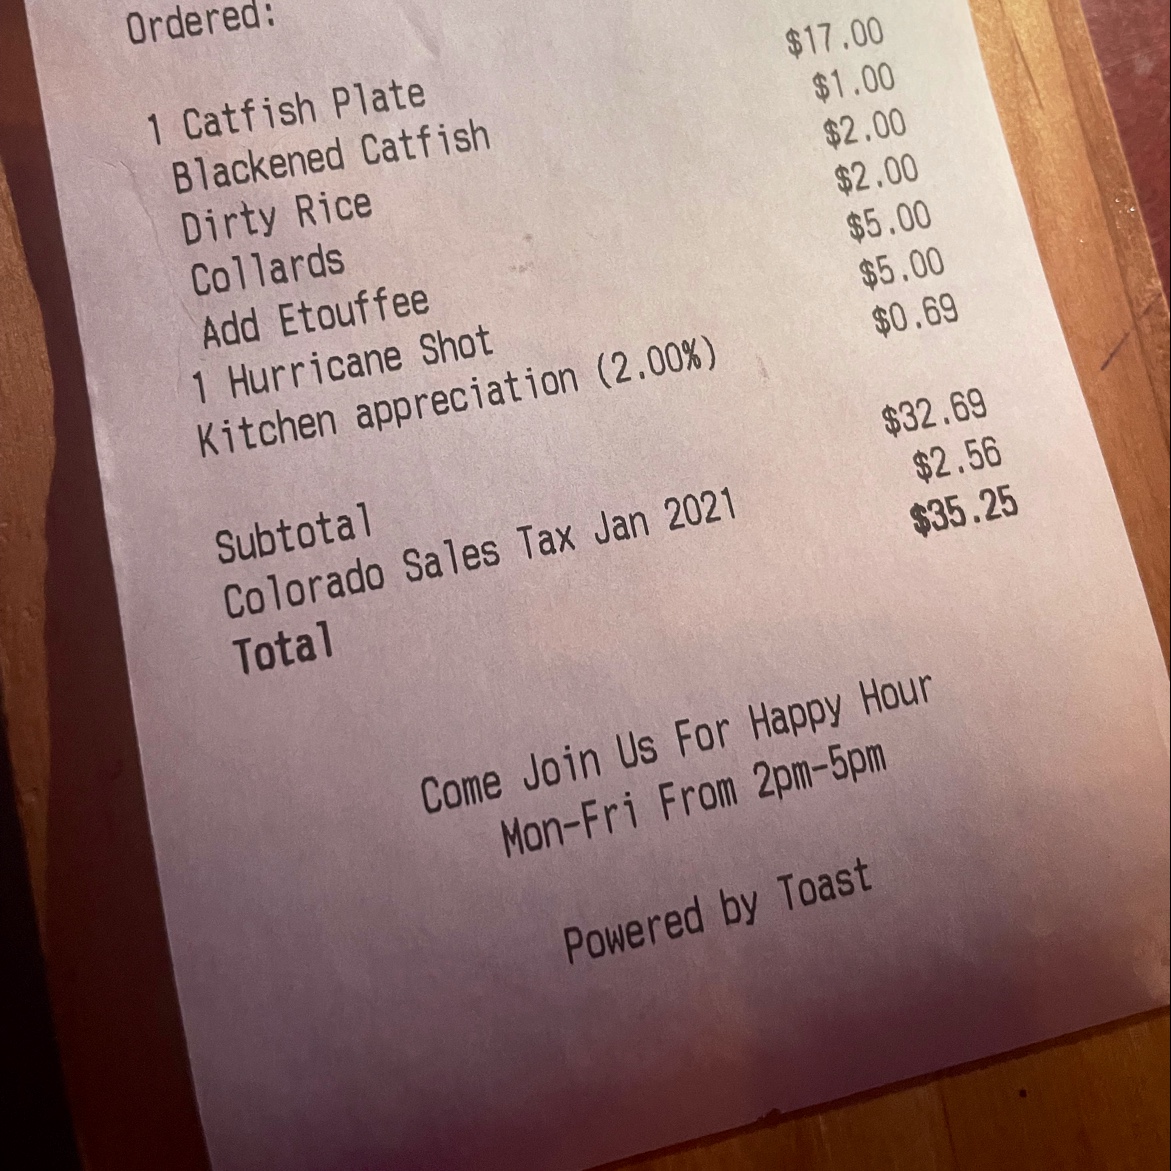 Ordered:
1 Catfish Plate $17.00
Blackened Catfish $1.00
Dirty Rice $2.00
Collards $2.00
Add Etouffee $5.00
1 Hurricane Shot $5.00
Kitchen appreciation (2.00%) $0.69
Subtotal $32.69
Colorado Sales Tax Jan 2021 $2.56
Total $35.25
Come Join Us For Happy Hour
Mon-Fri From 2pm-5pm
Powered by Toast